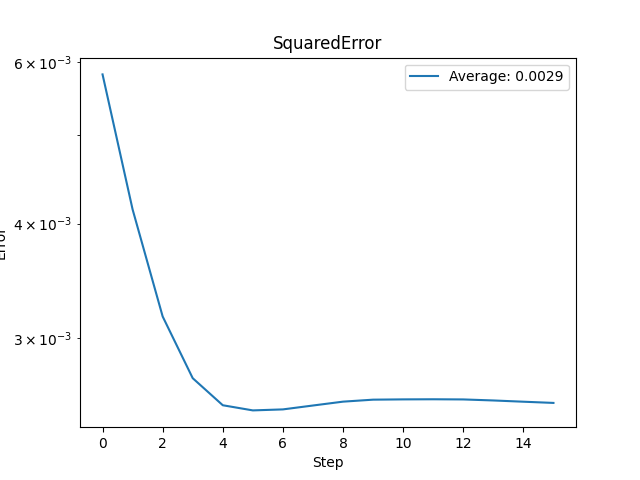 SquaredError
Average: 0.0029
6 × 10⁻³
4 × 10⁻³
3 × 10⁻³
Error
0 2 4 6 8 10 12 14
Step